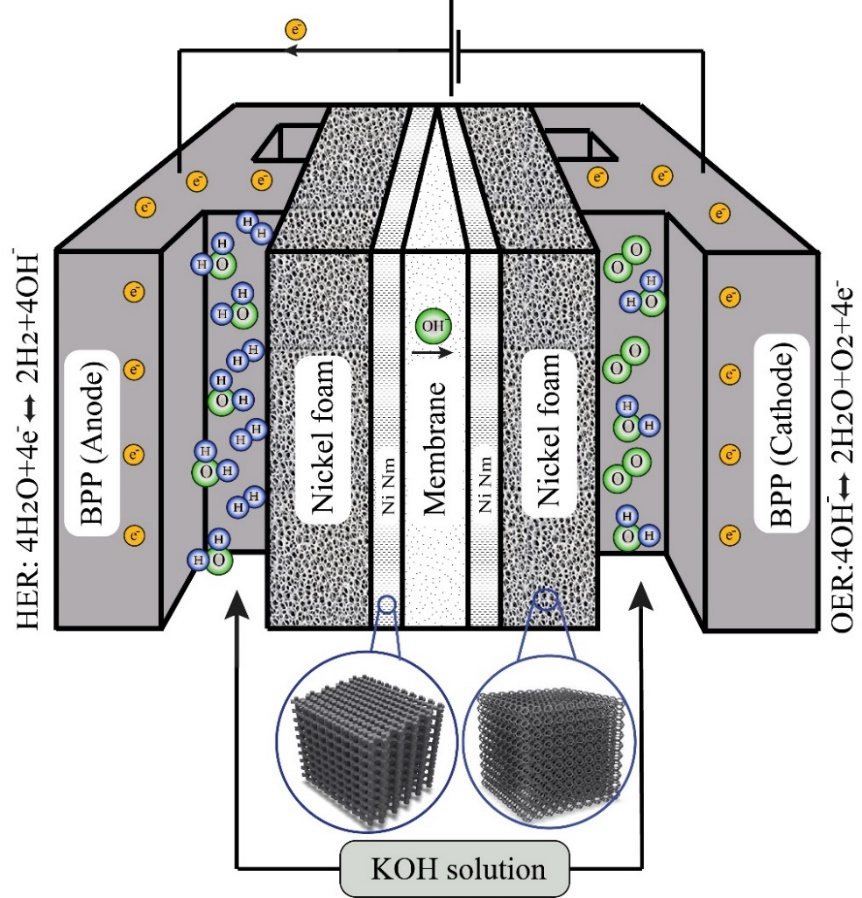 e⁻
e⁻
e⁻
e⁻
e⁻
e⁻
e⁻
H
H
H
H
O
H
H
O
H
H
H
H
O
H
H
H
H
O
H
H
H
H
O
e⁻
e⁻
e⁻
e⁻
HER: 4H₂O+4e⁻ ↔ 2H₂+4OH⁻
BPP (Anode)
Nickel foam
Ni Nm
OH⁻
Membrane
Ni Nm
Nickel foam
O
O
H
H
O
O
O
H
H
O
O
O
H
H
O
e⁻
e⁻
e⁻
e⁻
BPP (Cathode)
OER:4OH⁻↔ 2H₂O+O₂+4e⁻
KOH solution